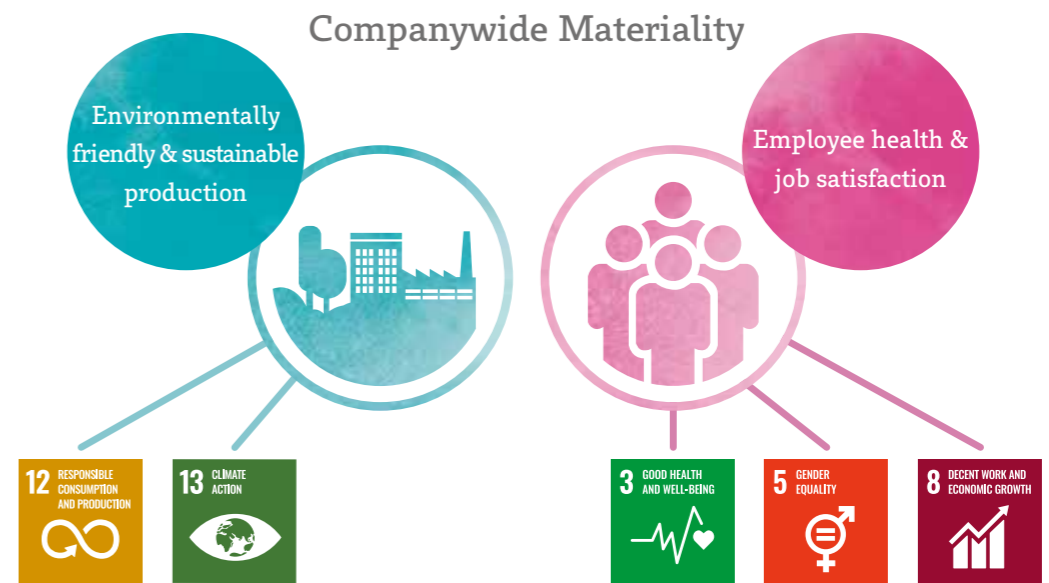 Companywide Materiality
Environmentally
friendly & sustainable
production
Employee health &
job satisfaction
12 RESPONSIBLE
CONSUMPTION
AND PRODUCTION
13 CLIMATE
ACTION
3 GOOD HEALTH
AND WELL-BEING
5 GENDER
EQUALITY
8 DECENT WORK AND
ECONOMIC GROWTH